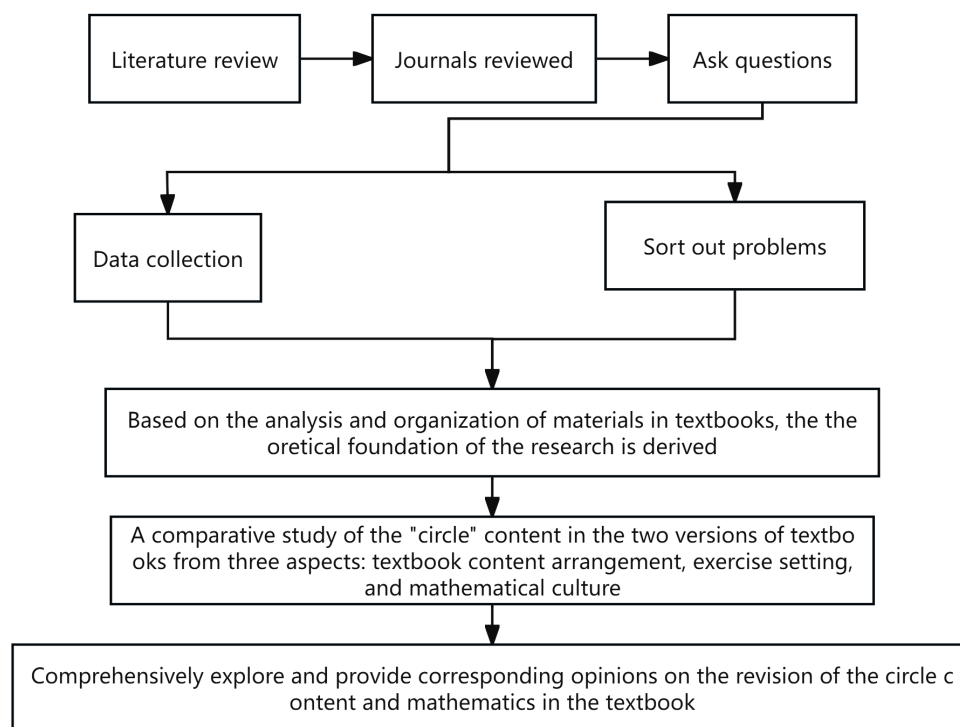 Literature review
Journals reviewed
Ask questions
Data collection
Sort out problems
Based on the analysis and organization of materials in textbooks, the the
oretical foundation of the research is derived
A comparative study of the "circle" content in the two versions of textbo
oks from three aspects: textbook content arrangement, exercise setting,
and mathematical culture
Comprehensively explore and provide corresponding opinions on the revision of the circle c
ontent and mathematics in the textbook